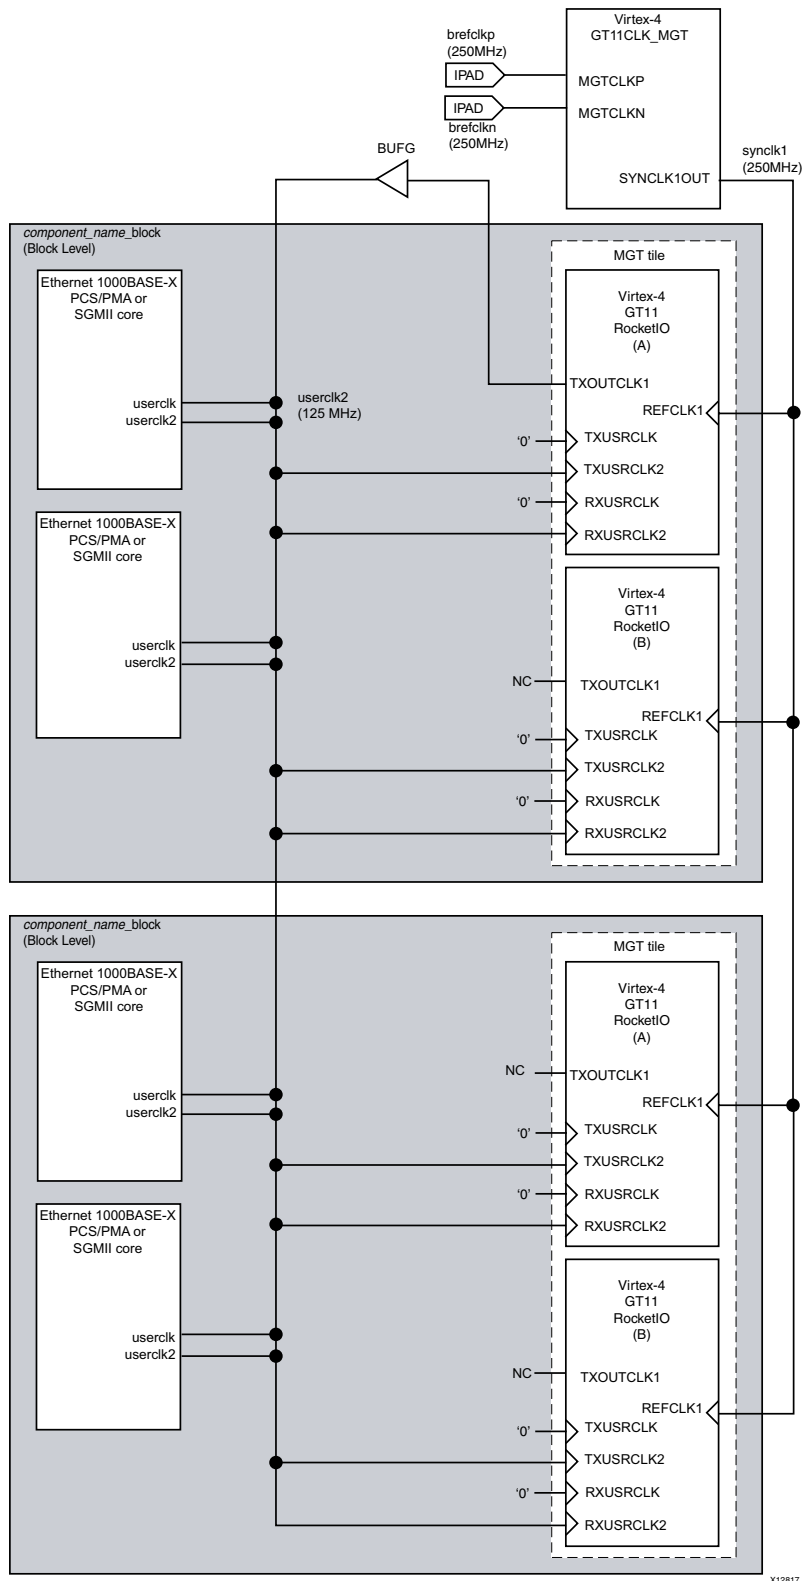 Virtex-4
GT11CLK_MGT
brefclkp
(250MHz)
IPAD
MGTCLKP
IPAD
MGTCLKN
brefclkn
(250MHz)
BUFG
synclk1
(250MHz)
SYNCLK1OUT
component_name_block
(Block Level)
MGT tile
Ethernet 1000BASE-X
PCS/PMA or
SGMII core
Virtex-4
GT11
RocketIO
(A)
TXOUTCLK1
userclk
userclk2
userclk2
(125 MHz)
REFCLK1
'0'
TXUSRCLK
TXUSRCLK2
'0'
RXUSRCLK
RXUSRCLK2
Ethernet 1000BASE-X
PCS/PMA or
SGMII core
Virtex-4
GT11
RocketIO
(B)
userclk
userclk2
NC
TXOUTCLK1
REFCLK1
'0'
TXUSRCLK
TXUSRCLK2
'0'
RXUSRCLK
RXUSRCLK2
component_name_block
(Block Level)
MGT tile
Ethernet 1000BASE-X
PCS/PMA or
SGMII core
Virtex-4
GT11
RocketIO
(A)
NC
TXOUTCLK1
userclk
userclk2
REFCLK1
'0'
TXUSRCLK
TXUSRCLK2
'0'
RXUSRCLK
RXUSRCLK2
Ethernet 1000BASE-X
PCS/PMA or
SGMII core
Virtex-4
GT11
RocketIO
(B)
userclk
userclk2
NC
TXOUTCLK1
REFCLK1
'0'
TXUSRCLK
TXUSRCLK2
'0'
RXUSRCLK
RXUSRCLK2
X12817